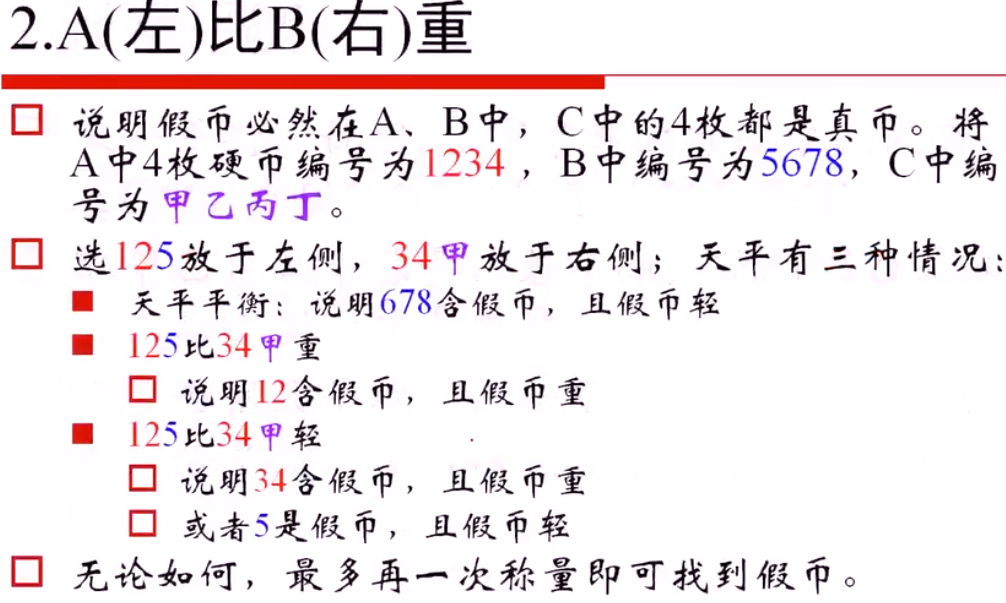 2.A(左)比B(右)重
说明假币必然在A、B中，C中的4枚都是真币。将
A中4枚硬币编号为1234，B中编号为5678，C中编
号为甲乙丙丁。
选125放于左侧，34甲放于右侧；天平有三种情况：
天平平衡：说明678含假币，且假币轻
125比34甲重
说明12含假币，且假币重
125比34甲轻
说明34含假币，且假币重
或者5是假币，且假币轻
无论如何，最多再一次称量即可找到假币。